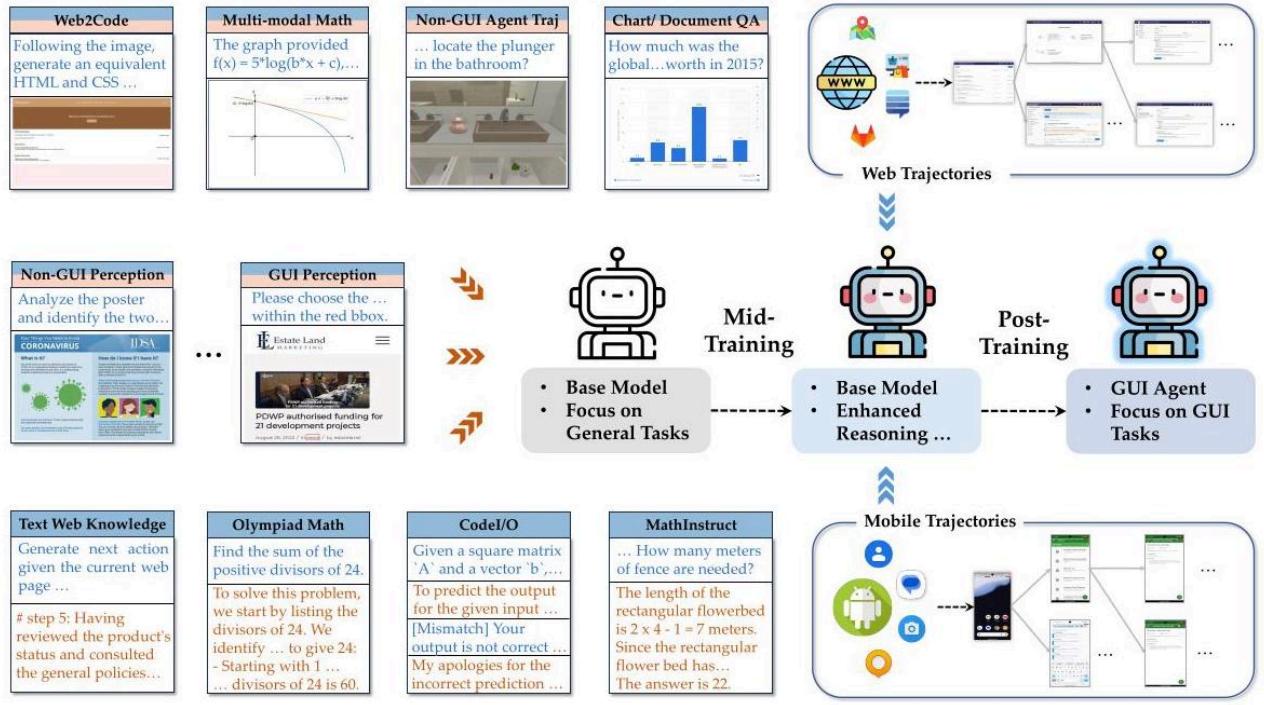 Web2Code
Following the image,
generate an equivalent
HTML and CSS …
Multi-modal Math
The graph provided
f(x) = 5*log(b*x + c),…
Non-GUI Agent Traj
… locate the plunger
in the bathroom?
Chart/ Document QA
How much was the
global…worth in 2015?
WWW
...
...
...
Web Trajectories
Non-GUI Perception
Analyze the poster
and identify the two…
CORONAVIRUS
IDSA
What is it?
How do I know if I have it?
...
GUI Perception
Please choose the …
within the red bbox.
Estate Land
MARKETING
PDWP authorised funding for
21 development projects
Mid-
Training
Post-
Training
• Base Model
• Focus on
General Tasks
• Base Model
• Enhanced
Reasoning …
• GUI Agent
• Focus on GUI
Tasks
Text Web Knowledge
Generate next action
given the current web
page …
# step 5: Having
reviewed the product's
status and consulted
the general policies…
Olympiad Math
Find the sum of the
positive divisors of 24.
To solve this problem,
we start by listing the
divisors of 24. We
identify … to give 24:
- Starting with 1 …
… divisors of 24 is 60.
CodeI/O
Given a square matrix
`A` and a vector `b`,…
To predict the output
for the given input …
[Mismatch] Your
output is not correct …
My apologies for the
incorrect prediction …
MathInstruct
… How many meters
of fence are needed?
The length of the
rectangular flowerbed
is 2 x 4 - 1 = 7 meters.
Since the rectangular
flower bed has…
The answer is 22.
Mobile Trajectories
...
...
...